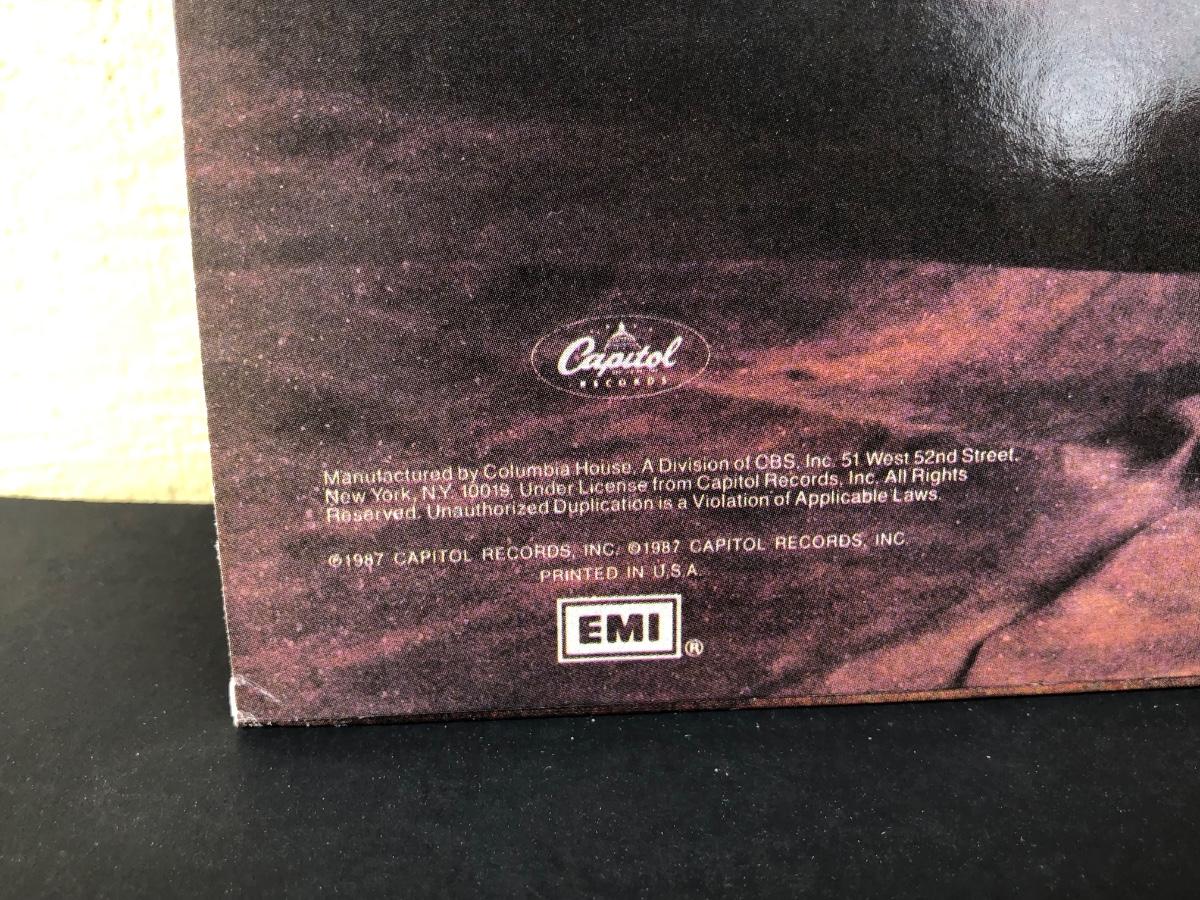 Capitol
RECORDS
Manufactured by Columbia House, A Division of CBS, Inc. 51 West 52nd Street,
New York, N.Y. 10019, Under License from Capitol Records, Inc. All Rights
Reserved. Unauthorized Duplication is a Violation of Applicable Laws.
℗1987 CAPITOL RECORDS, INC. ©1987 CAPITOL RECORDS, INC
PRINTED IN U.S.A.
EMI ®